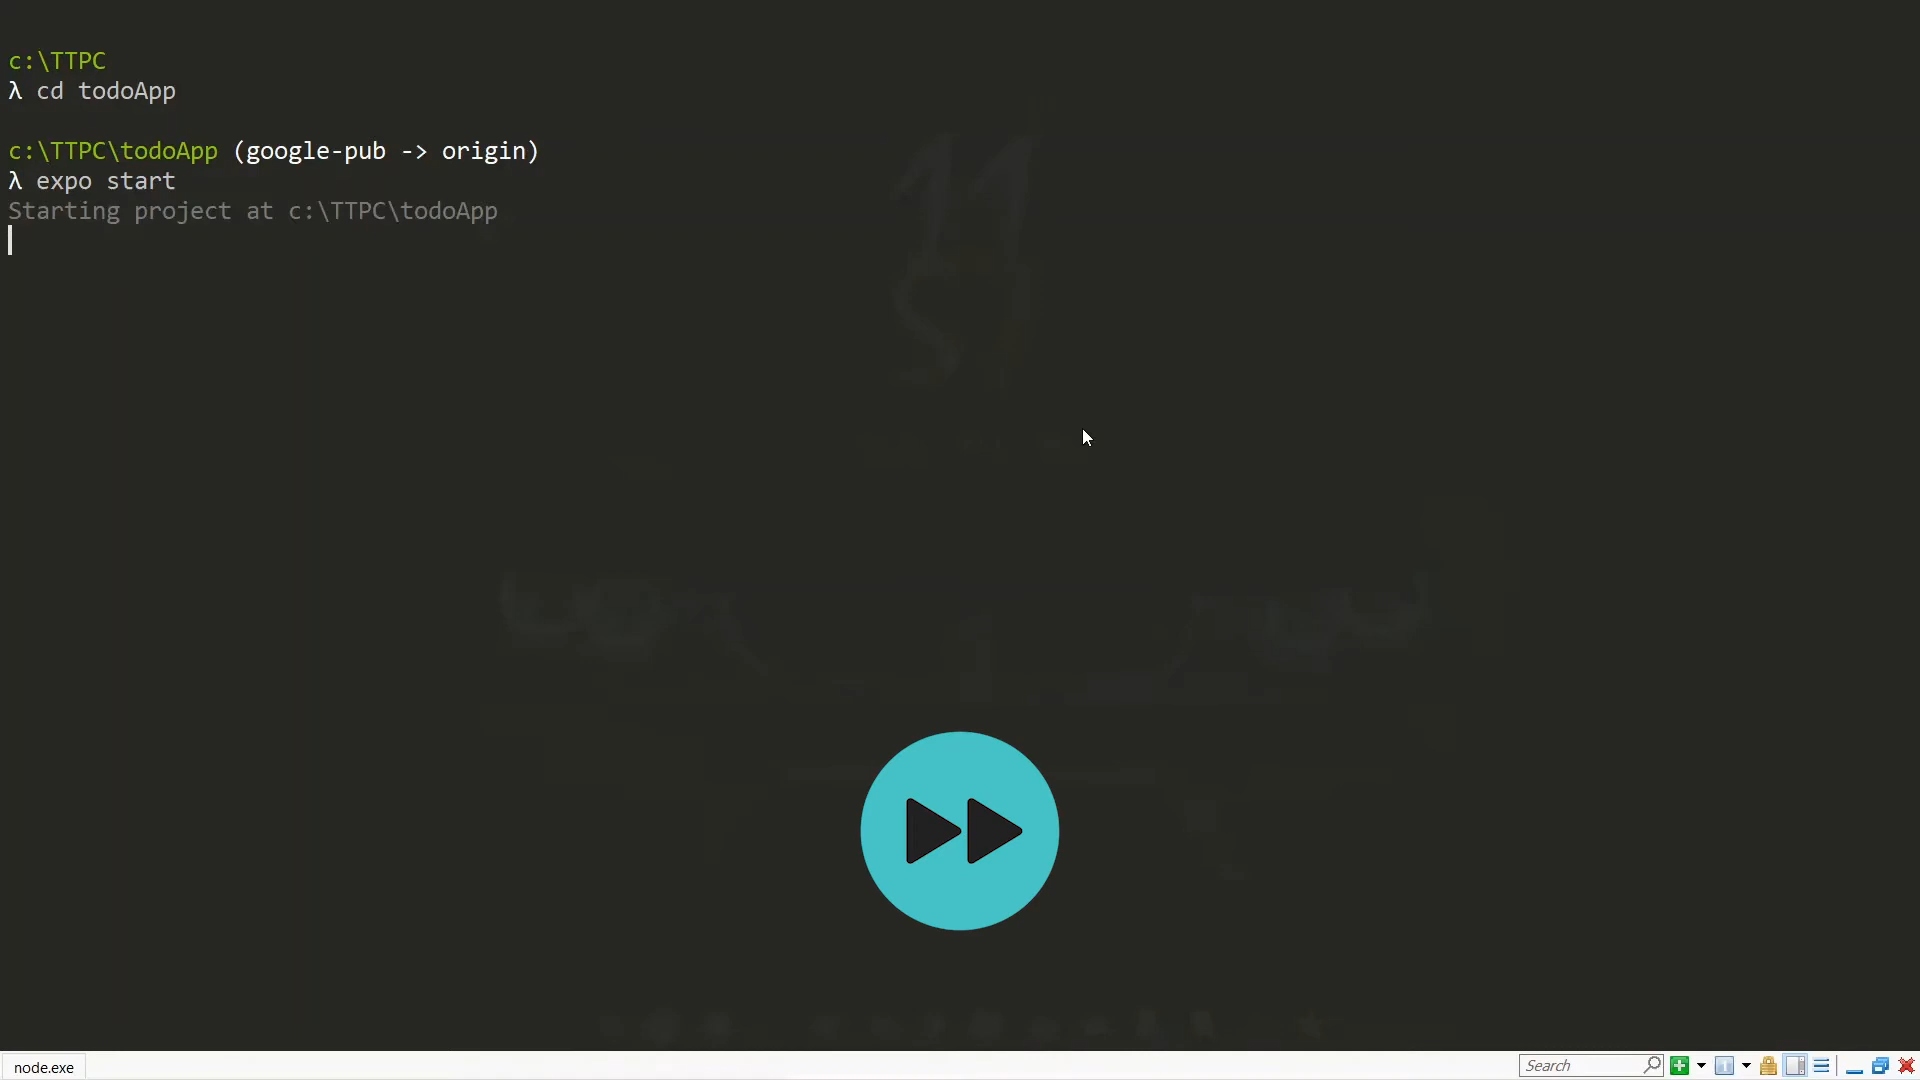 c:\TTPC
λ cd todoApp
c:\TTPC\todoApp (google-pub -> origin)
λ expo start
Starting project at c:\TTPC\todoApp
node.exe
Search